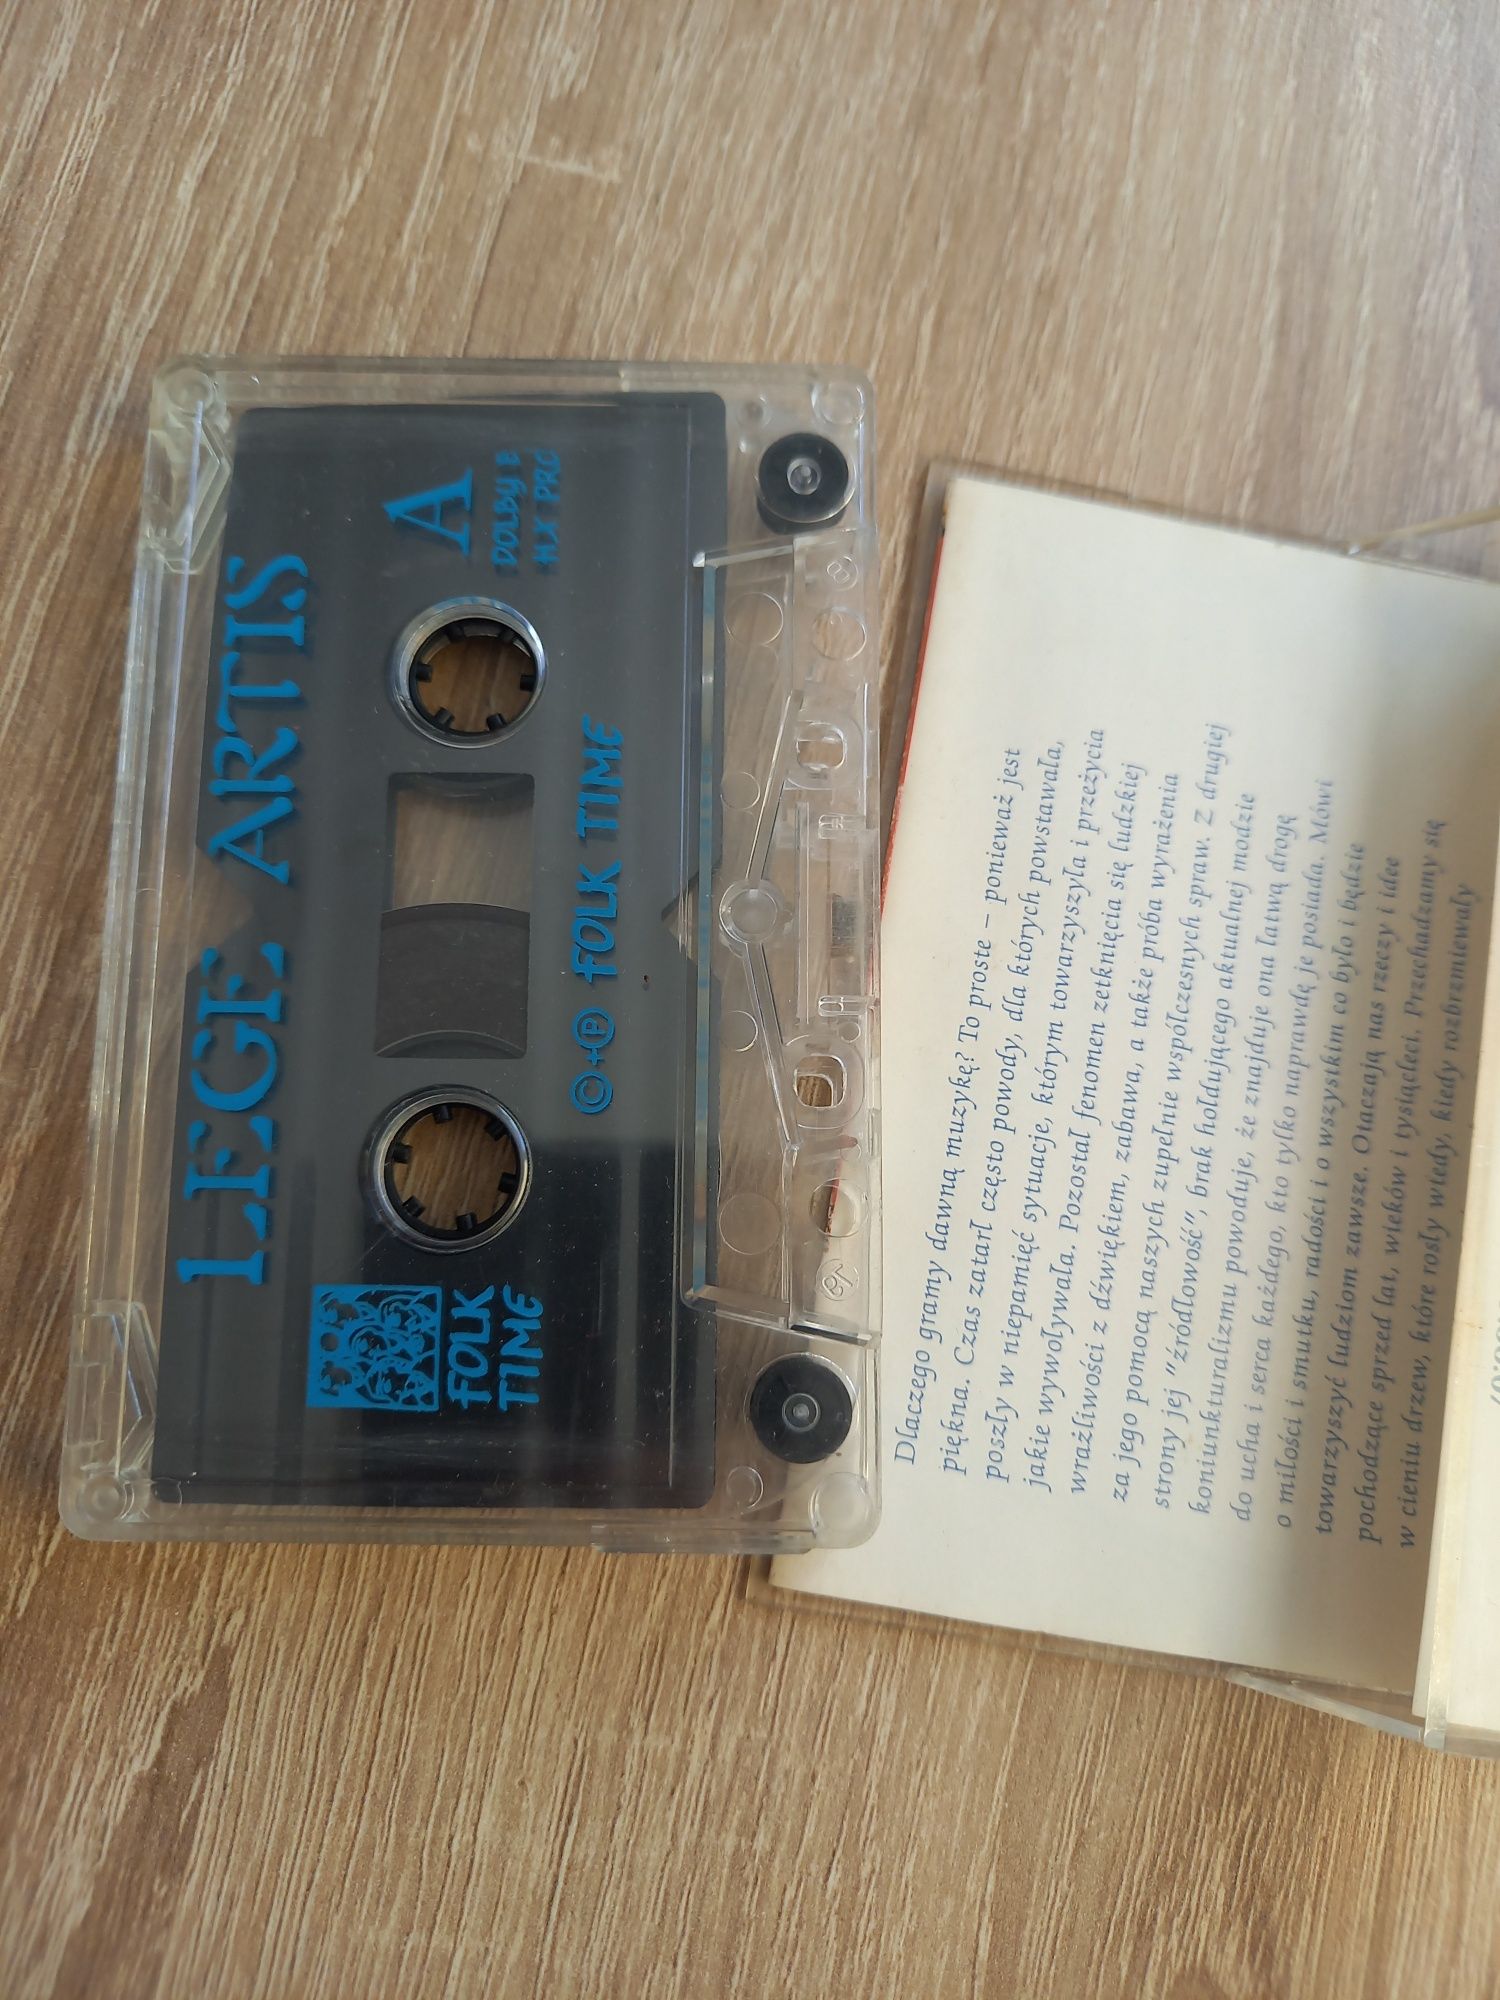 LEGE ARTIS
A
DOLBY B
HX PRO
FOLK
TIME
©+℗ FOLK TIME
Dlaczego gramy dawną muzykę? To proste – ponieważ jest
piękna. Czas zatarł często powody, dla których powstawała,
poszły w niepamięć sytuacje, którym towarzyszyła i przeżycia
jakie wywoływała. Pozostał fenomen zetknięcia się ludzkiej
wrażliwości z dźwiękiem, zabawa, a także próba wyrażenia
za jego pomocą naszych zupełnie współczesnych spraw. Z drugiej
strony jej "źródłowość", brak hołdującego aktualnej modzie
koniunkturalizmu powoduje, że znajduje ona łatwą drogę
do ucha i serca każdego, kto tylko naprawdę je posiada. Mówi
o miłości i smutku, radości i o wszystkim co było i będzie
towarzyszyć ludziom zawsze. Otaczają nas rzeczy i idee
pochodzące sprzed lat, wieków i tysiącleci. Przechadzamy się
w cieniu drzew, które rosły wtedy, kiedy rozbrzmiewały